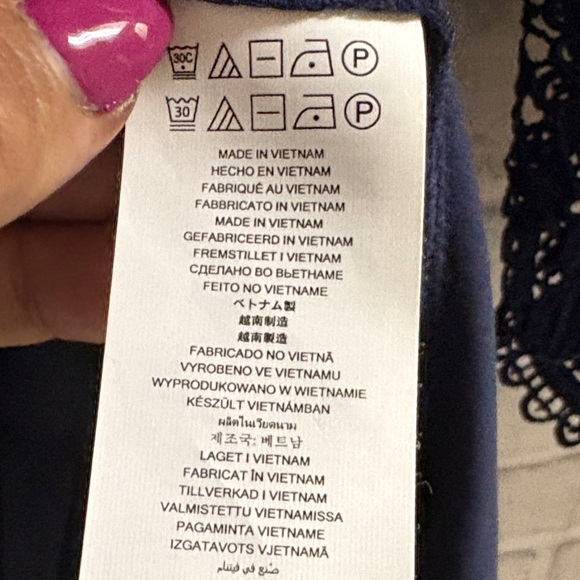 30C P
30 P
MADE IN VIETNAM
HECHO EN VIETNAM
FABRIQUÉ AU VIETNAM
FABBRICATO IN VIETNAM
MADE IN VIETNAM
GEFABRICEERD IN VIETNAM
FREMSTILLET I VIETNAM
СДЕЛАНО ВО ВЬЕТНАМЕ
FEITO NO VIETNAME
ベトナム製
越南制造
越南製造
FABRICADO NO VIETNÃ
VYROBENO VE VIETNAMU
WYPRODUKOWANO W WIETNAMIE
KÉSZÜLT VIETNÁMBAN
ผลิตในเวียดนาม
제조국: 베트남
LAGET I VIETNAM
FABRICAT ÎN VIETNAM
TILLVERKAD I VIETNAM
VALMISTETTU VIETNAMISSA
PAGAMINTA VIETNAME
IZGATAVOTS VJETNAMĀ
صُنع في فيتنام